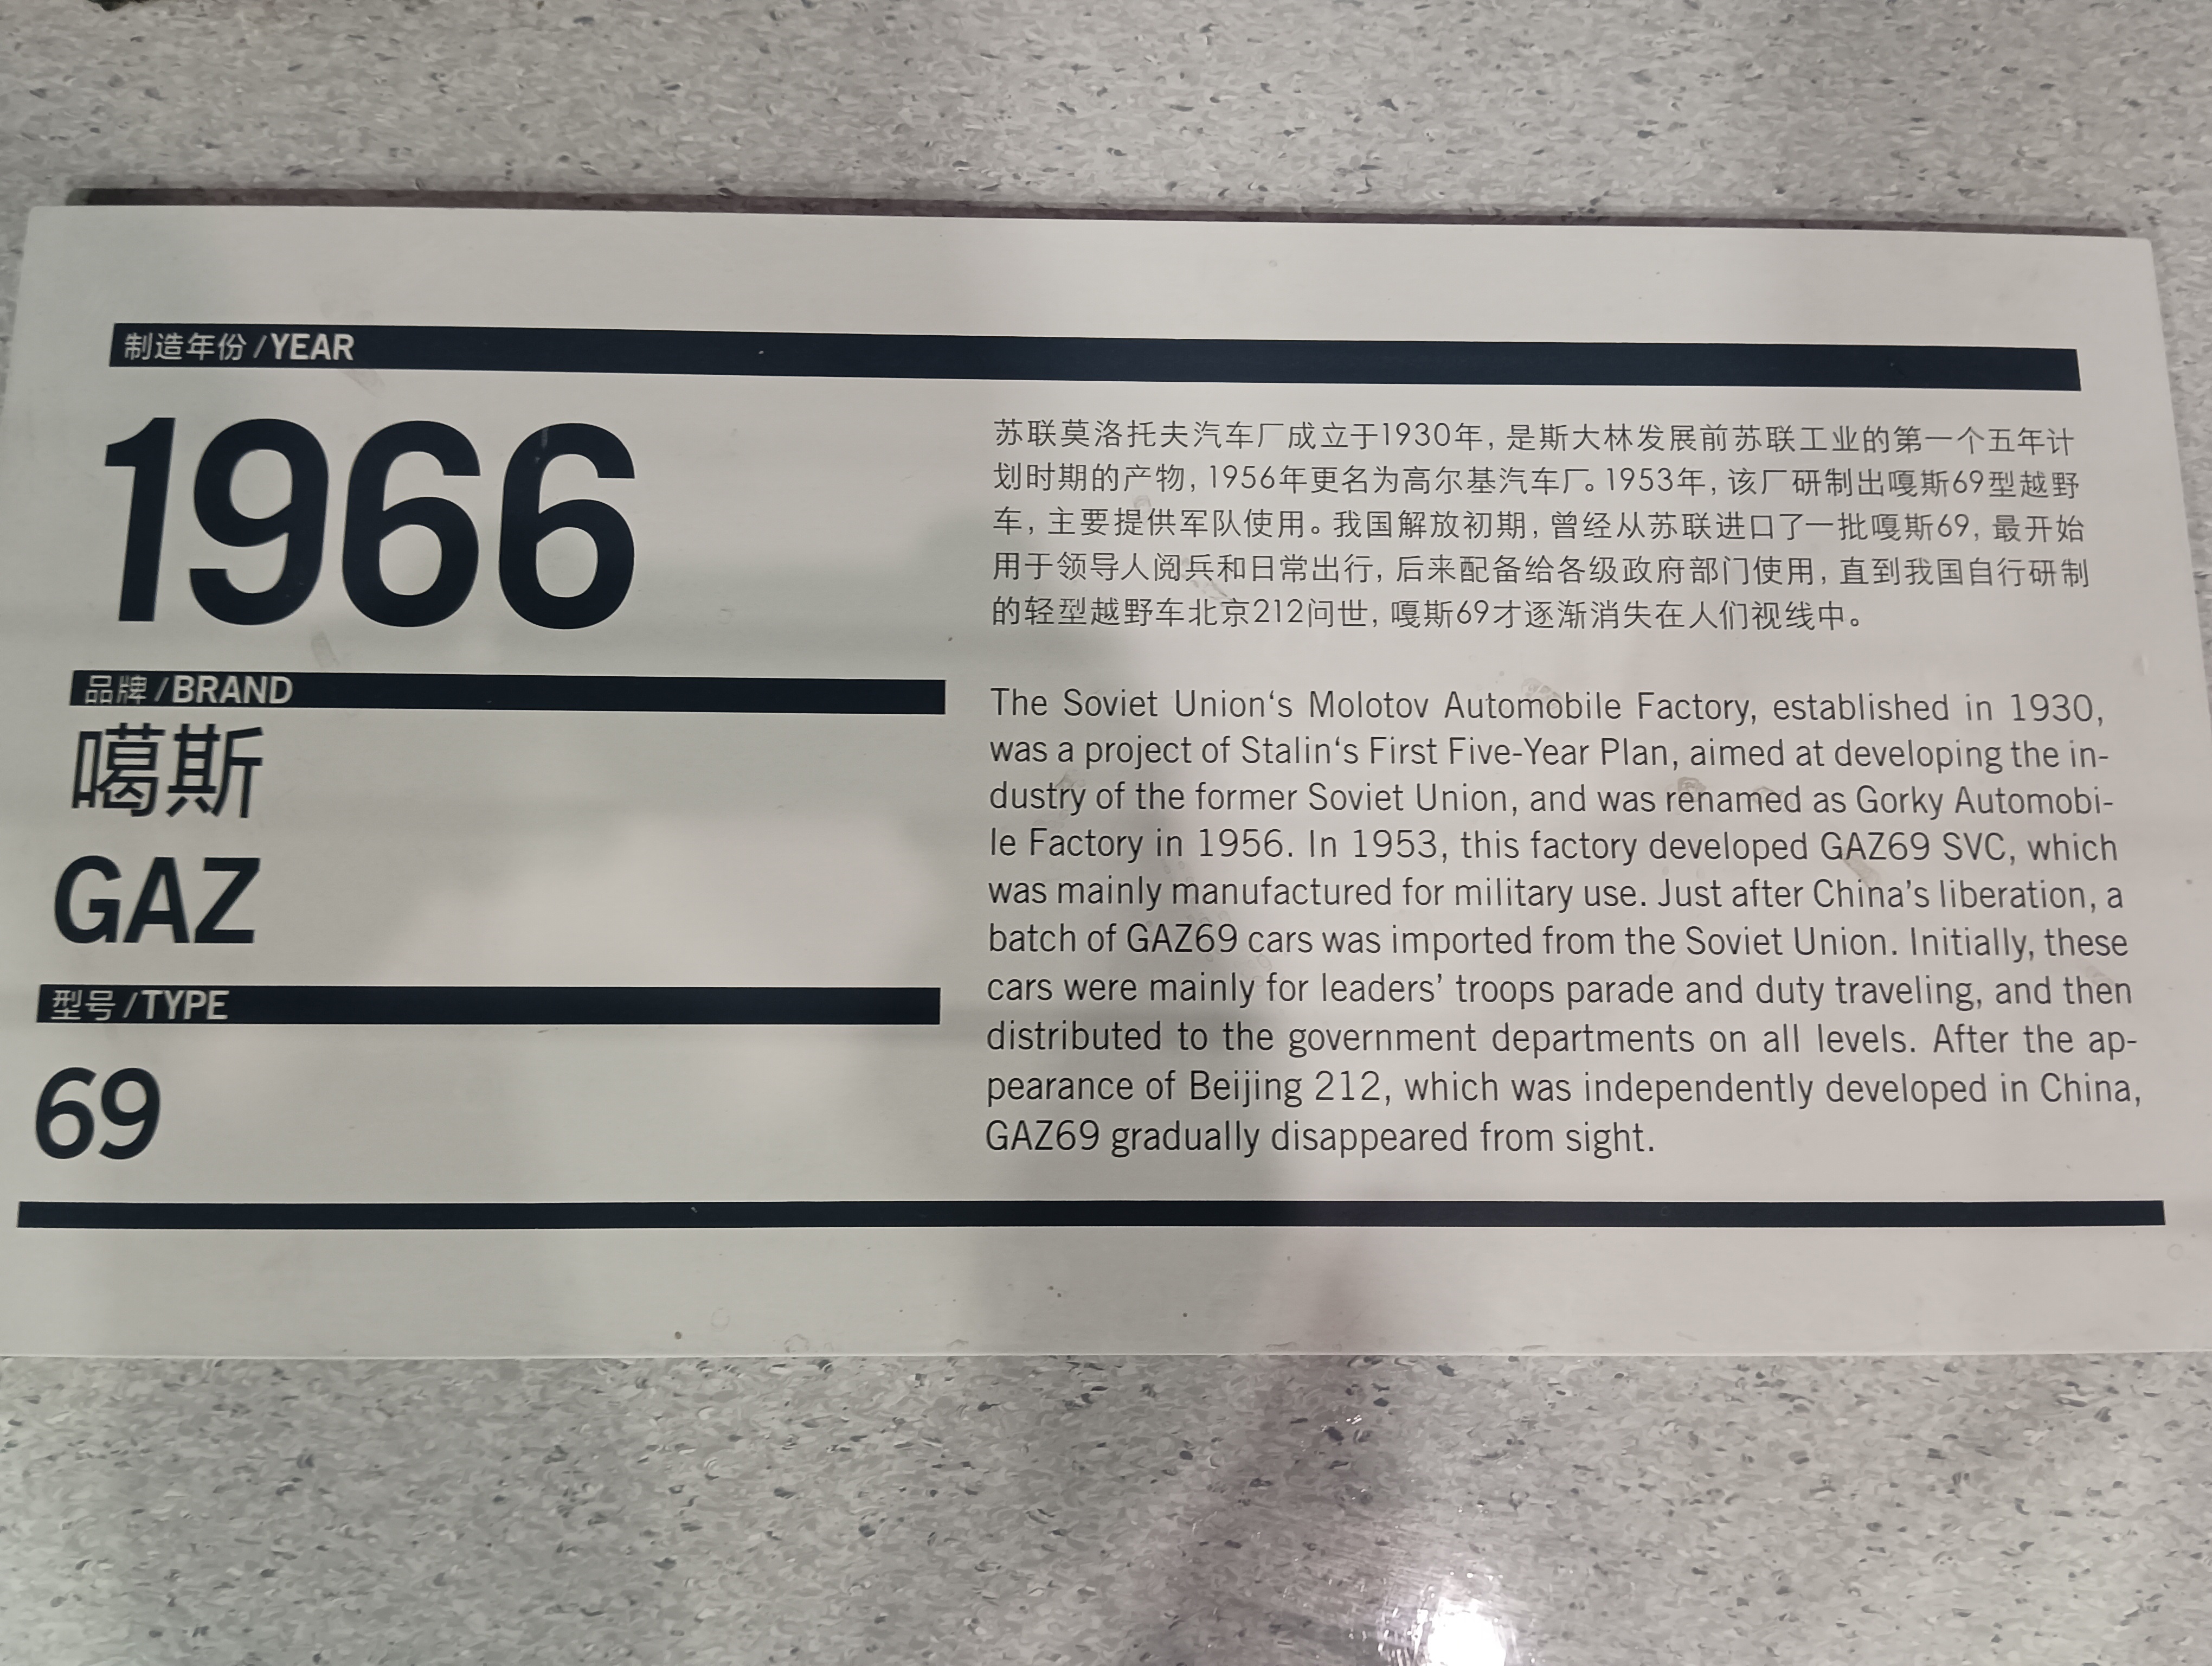 制造年份 / YEAR
1966
品牌 / BRAND
噶斯
GAZ
型号 / TYPE
69
苏联莫洛托夫汽车厂成立于1930年，是斯大林发展前苏联工业的第一个五年计
划时期的产物，1956年更名为高尔基汽车厂。1953年，该厂研制出嘎斯69型越野
车，主要提供军队使用。我国解放初期，曾经从苏联进口了一批嘎斯69，最开始
用于领导人阅兵和日常出行，后来配备给各级政府部门使用，直到我国自行研制
的轻型越野车北京212问世，嘎斯69才逐渐消失在人们视线中。
The Soviet Union‘s Molotov Automobile Factory, established in 1930,
was a project of Stalin‘s First Five-Year Plan, aimed at developing the in-
dustry of the former Soviet Union, and was renamed as Gorky Automobi-
le Factory in 1956. In 1953, this factory developed GAZ69 SVC, which
was mainly manufactured for military use. Just after China’s liberation, a
batch of GAZ69 cars was imported from the Soviet Union. Initially, these
cars were mainly for leaders’ troops parade and duty traveling, and then
distributed to the government departments on all levels. After the ap-
pearance of Beijing 212, which was independently developed in China,
GAZ69 gradually disappeared from sight.